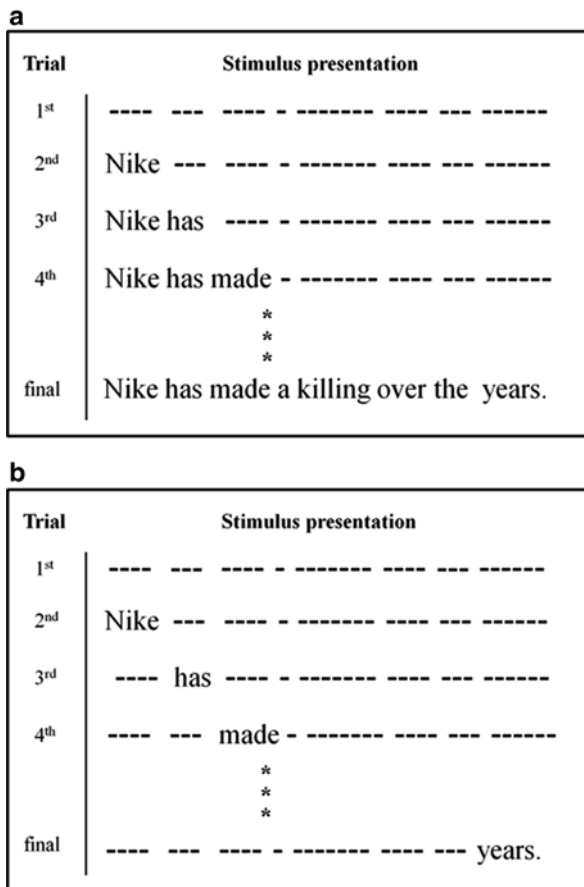 a
Trial Stimulus presentation
1st ---- --- ---- - ------- ---- --- ------
2nd Nike --- ---- - ------- ---- --- ------
3rd Nike has ---- - ------- ---- --- ------
4th Nike has made - ------- ---- --- ------
*
*
*
final Nike has made a killing over the years.
b
Trial Stimulus presentation
1st ---- --- ---- - ------- ---- --- ------
2nd Nike --- ---- - ------- ---- --- ------
3rd ---- has ---- - ------- ---- --- ------
4th ---- --- made - ------- ---- --- ------
*
*
*
final ---- --- ---- - ------- ---- --- years.